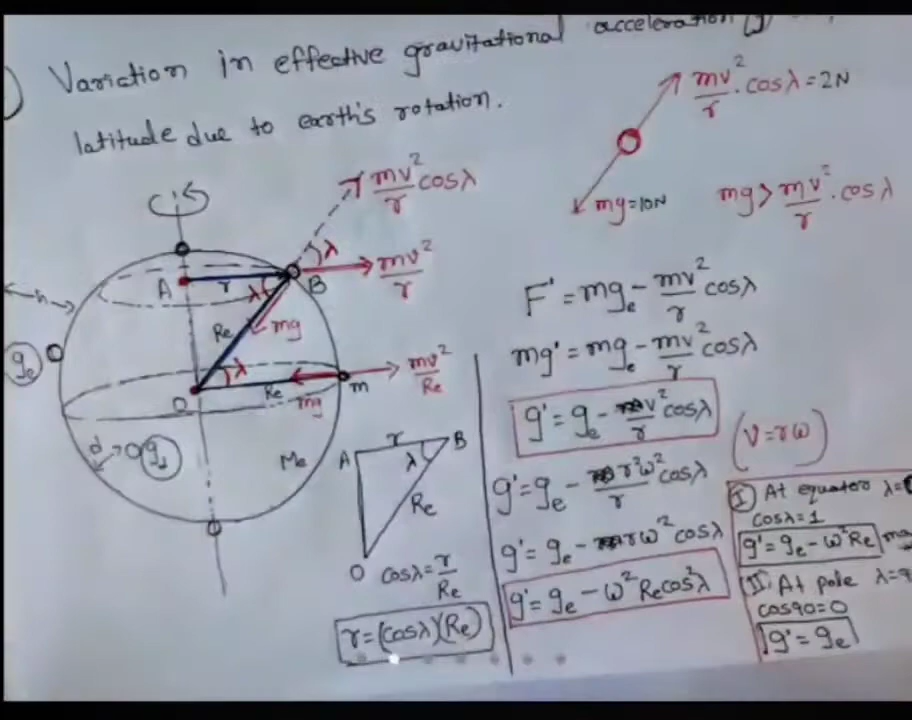 Variation in effective gravitational acceleration
latitude due to earth's rotation.
mv²/r cosλ
λ
mv²/r
A
r
λ
B
Re
mg
h
ge
λ
O
Re
mg
m
mv²/Re
d
Me
mv²/r . cosλ = 2N
mg=10N
mg > mv²/r . cosλ
A
r
B
λ
Re
O
cosλ = r/Re
r = (cosλ)(Re)
F' = mge - mv²/r cosλ
mg' = mge - mv²/r cosλ
g' = ge - v²/r cosλ
(v = rω)
g' = ge - r²ω²/r cosλ
g' = ge - rω² cosλ
g' = ge - ω² Re cos²λ
I At equator λ=
cosλ=1
g' = ge - ω²Re
II At pole λ=
cos90=0
g' = ge